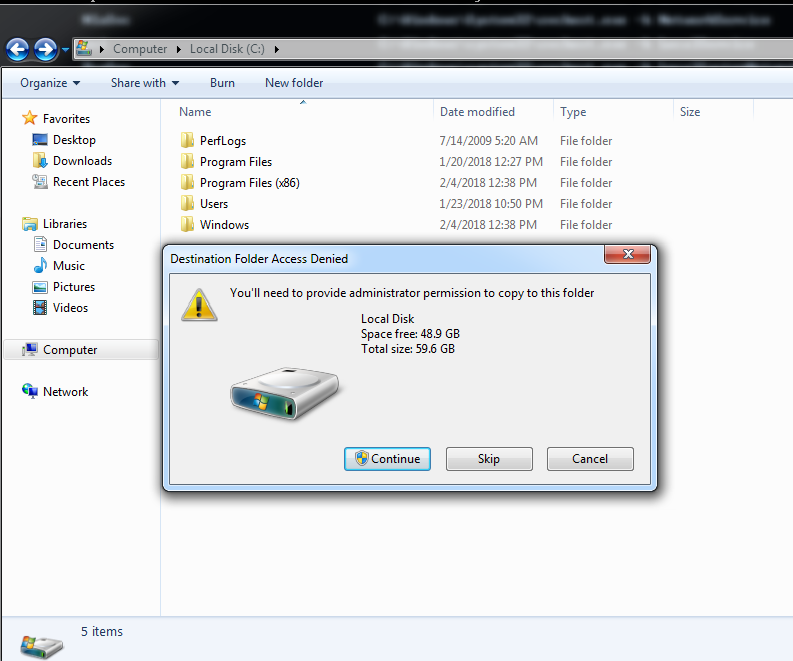 Computer ▸ Local Disk (C:) ▸
Organize Share with Burn New folder
Favorites
Desktop
Downloads
Recent Places
Libraries
Documents
Music
Pictures
Videos
Computer
Network
Name Date modified Type Size
PerfLogs 7/14/2009 5:20 AM File folder
Program Files 1/20/2018 12:27 PM File folder
Program Files (x86) 2/4/2018 12:38 PM File folder
Users 1/23/2018 10:50 PM File folder
Windows 2/4/2018 12:38 PM File folder
Destination Folder Access Denied
You'll need to provide administrator permission to copy to this folder
Local Disk
Space free: 48.9 GB
Total size: 59.6 GB
Continue Skip Cancel
5 items